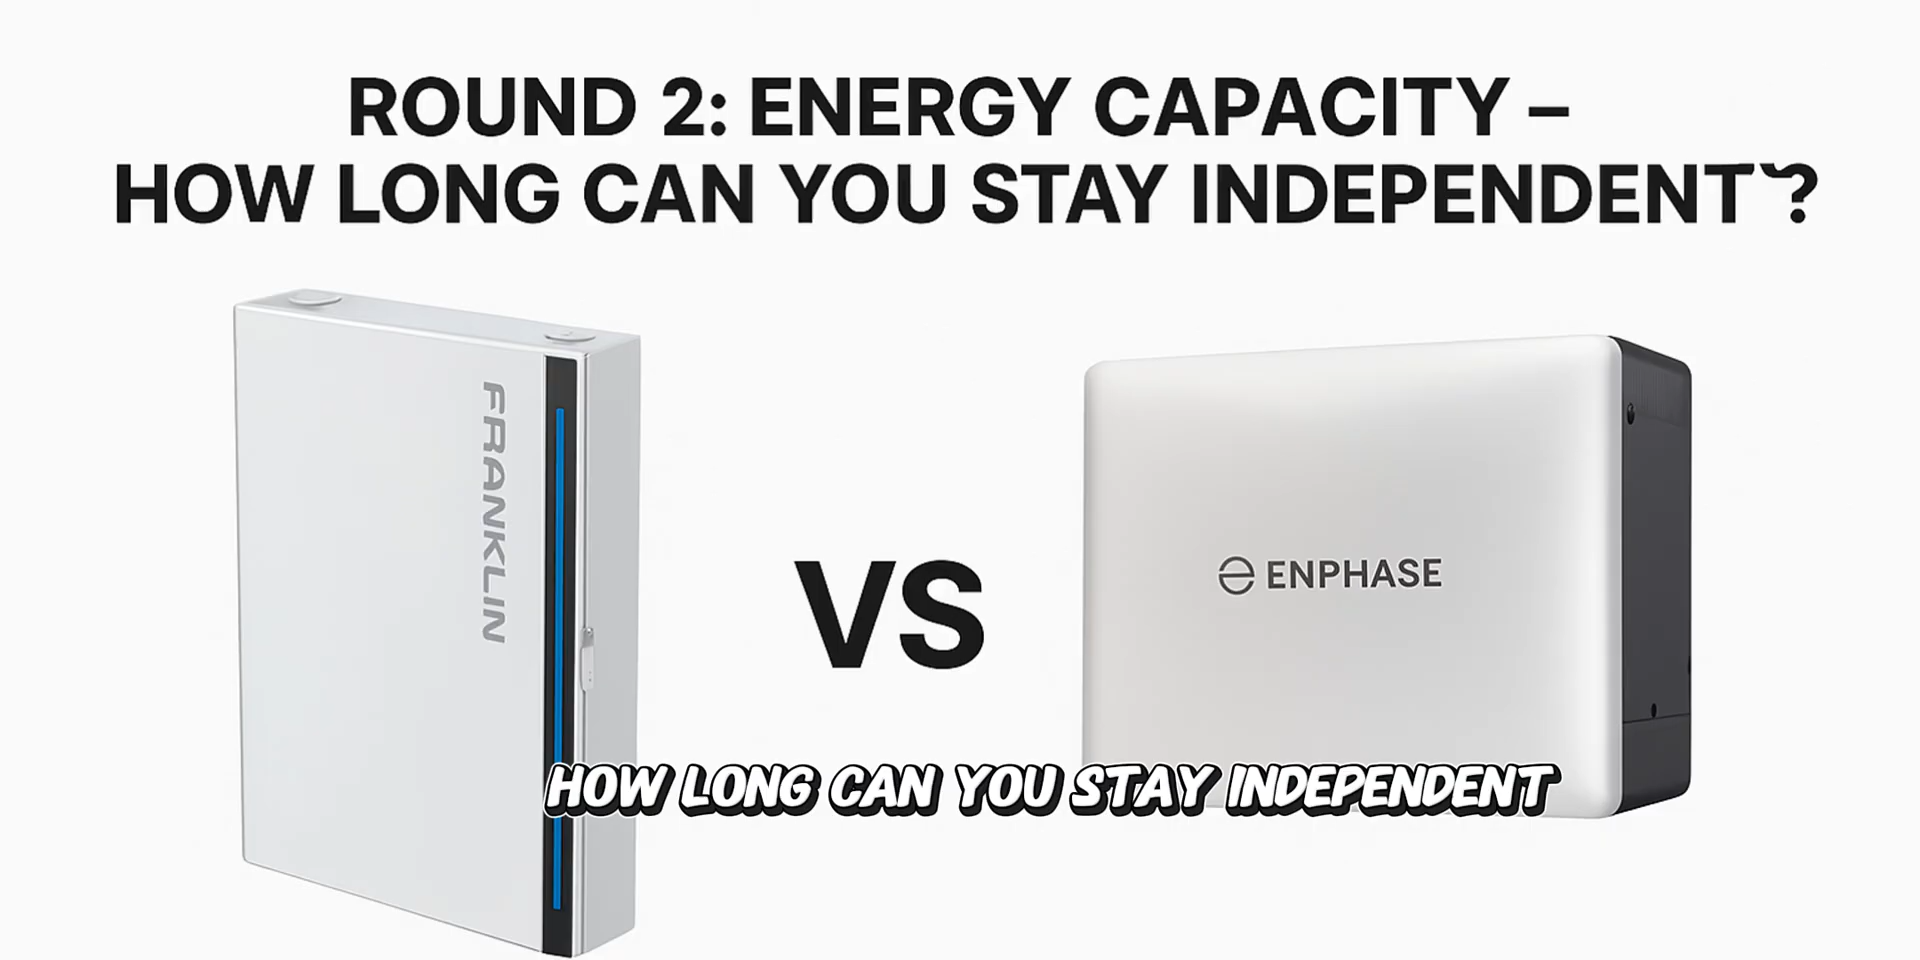 ROUND 2: ENERGY CAPACITY –
HOW LONG CAN YOU STAY INDEPENDENT?
FRANKLIN
VS
ENPHASE
HOW LONG CAN YOU STAY INDEPENDENT